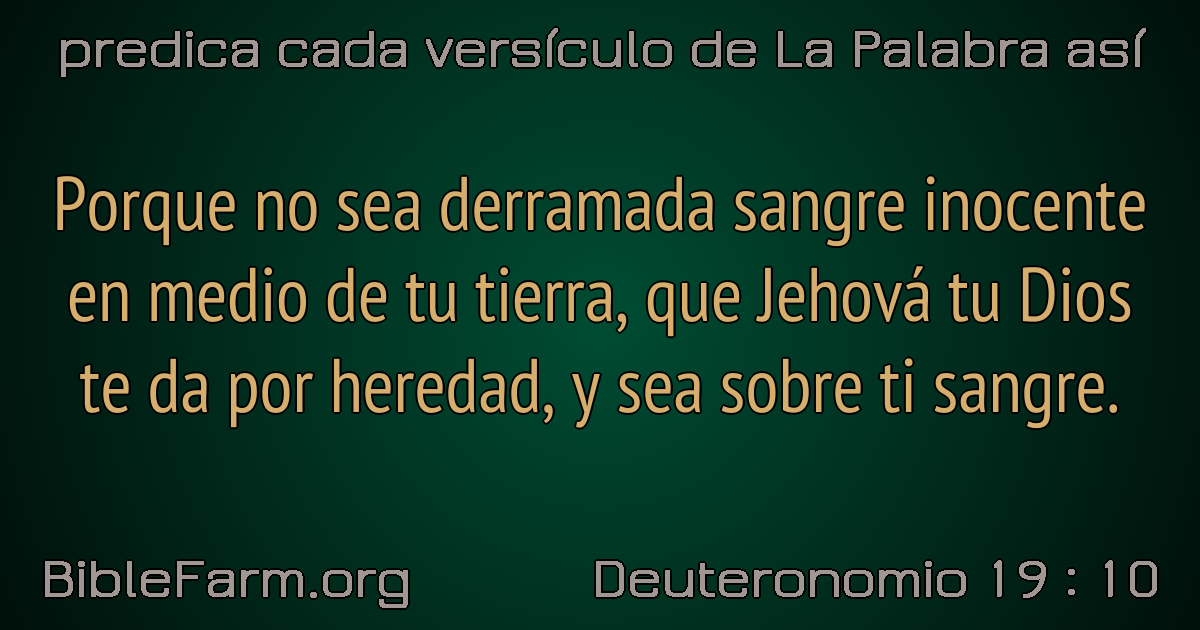 predica cada versículo de La Palabra así
Porque no sea derramada sangre inocente
en medio de tu tierra, que Jehová tu Dios
te da por heredad, y sea sobre ti sangre.
BibleFarm.org
Deuteronomio 19 : 10